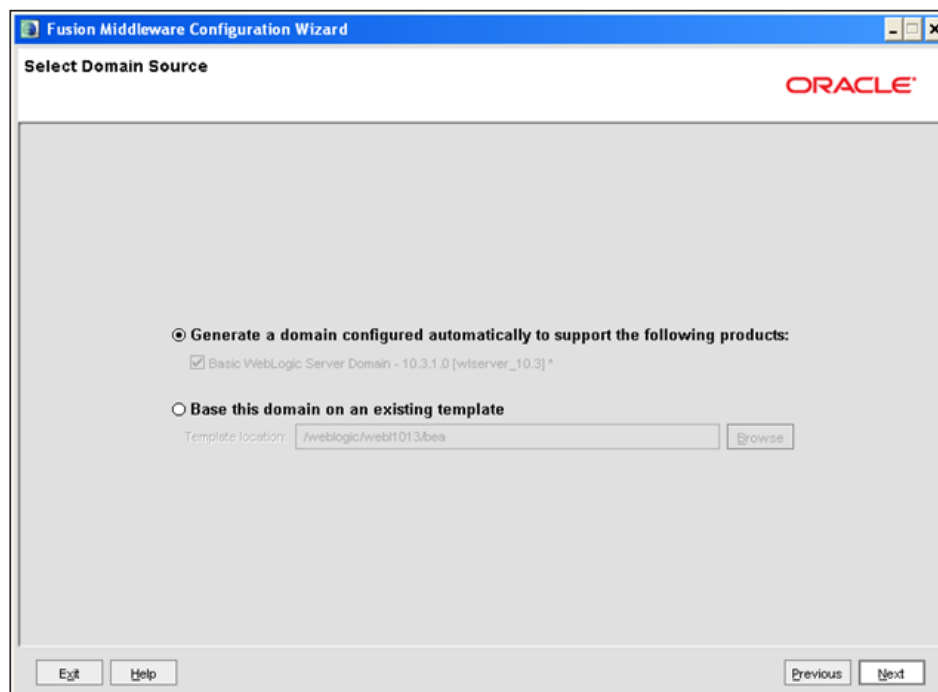 Fusion Middleware Configuration Wizard
Select Domain Source
ORACLE
Generate a domain configured automatically to support the following products:
Basic WebLogic Server Domain - 10.3.1.0 [wlserver_10.3] *
Base this domain on an existing template
Template location: /weblogic/webl1013/bea Browse
Exit Help Previous Next